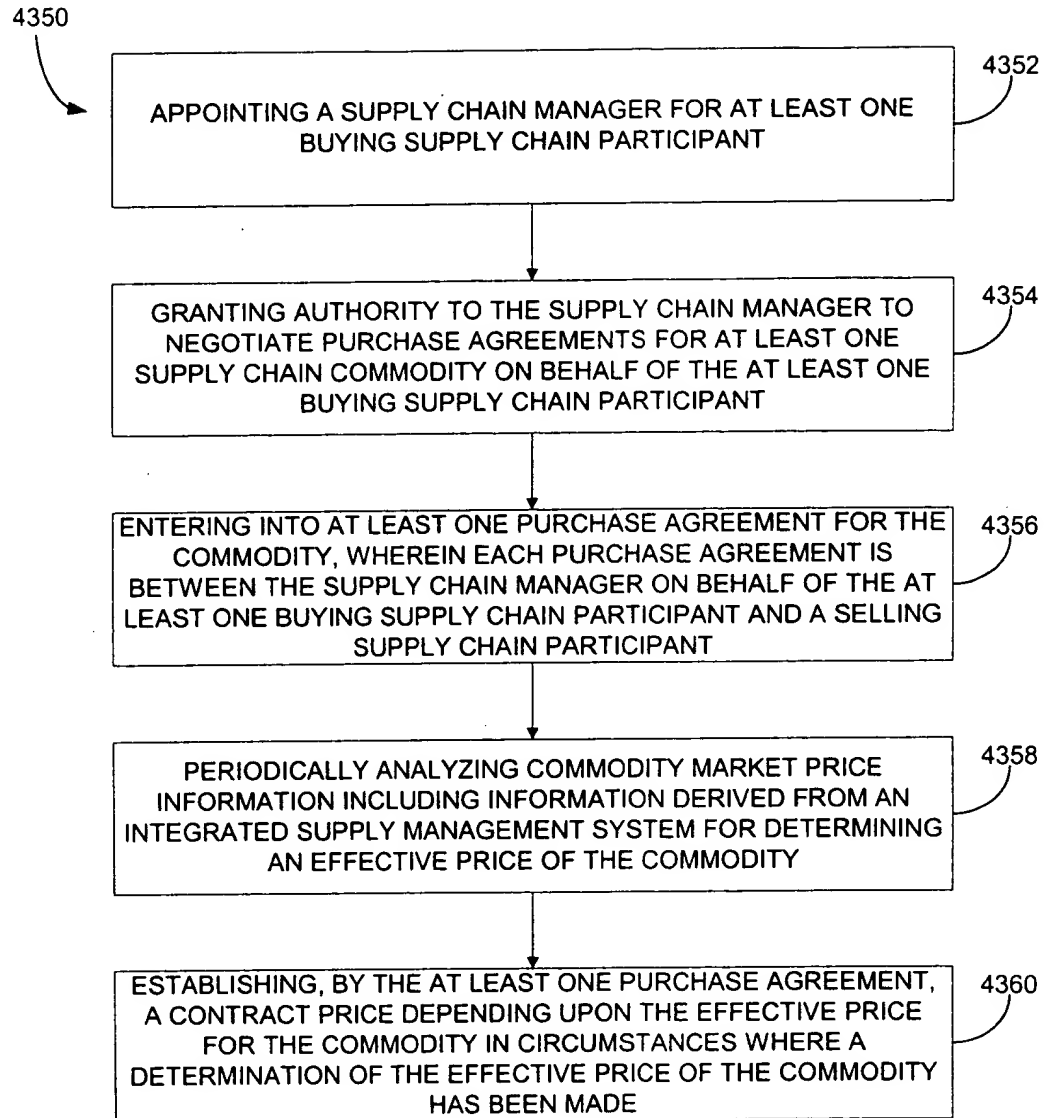 4350
4352
APPOINTING A SUPPLY CHAIN MANAGER FOR AT LEAST ONE
BUYING SUPPLY CHAIN PARTICIPANT
4354
GRANTING AUTHORITY TO THE SUPPLY CHAIN MANAGER TO
NEGOTIATE PURCHASE AGREEMENTS FOR AT LEAST ONE
SUPPLY CHAIN COMMODITY ON BEHALF OF THE AT LEAST ONE
BUYING SUPPLY CHAIN PARTICIPANT
4356
ENTERING INTO AT LEAST ONE PURCHASE AGREEMENT FOR THE
COMMODITY, WHEREIN EACH PURCHASE AGREEMENT IS
BETWEEN THE SUPPLY CHAIN MANAGER ON BEHALF OF THE AT
LEAST ONE BUYING SUPPLY CHAIN PARTICIPANT AND A SELLING
SUPPLY CHAIN PARTICIPANT
4358
PERIODICALLY ANALYZING COMMODITY MARKET PRICE
INFORMATION INCLUDING INFORMATION DERIVED FROM AN
INTEGRATED SUPPLY MANAGEMENT SYSTEM FOR DETERMINING
AN EFFECTIVE PRICE OF THE COMMODITY
4360
ESTABLISHING, BY THE AT LEAST ONE PURCHASE AGREEMENT,
A CONTRACT PRICE DEPENDING UPON THE EFFECTIVE PRICE
FOR THE COMMODITY IN CIRCUMSTANCES WHERE A
DETERMINATION OF THE EFFECTIVE PRICE OF THE COMMODITY
HAS BEEN MADE